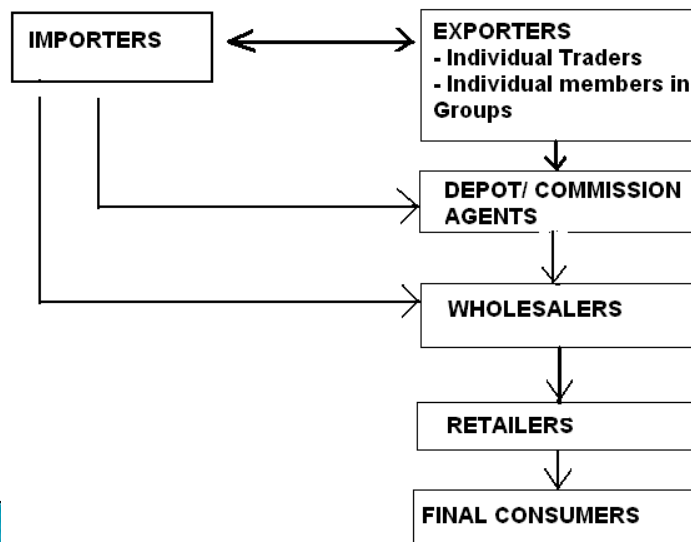 IMPORTERS
EXPORTERS
- Individual Traders
- Individual members in
Groups
DEPOT/ COMMISSION
AGENTS
WHOLESALERS
RETAILERS
FINAL CONSUMERS